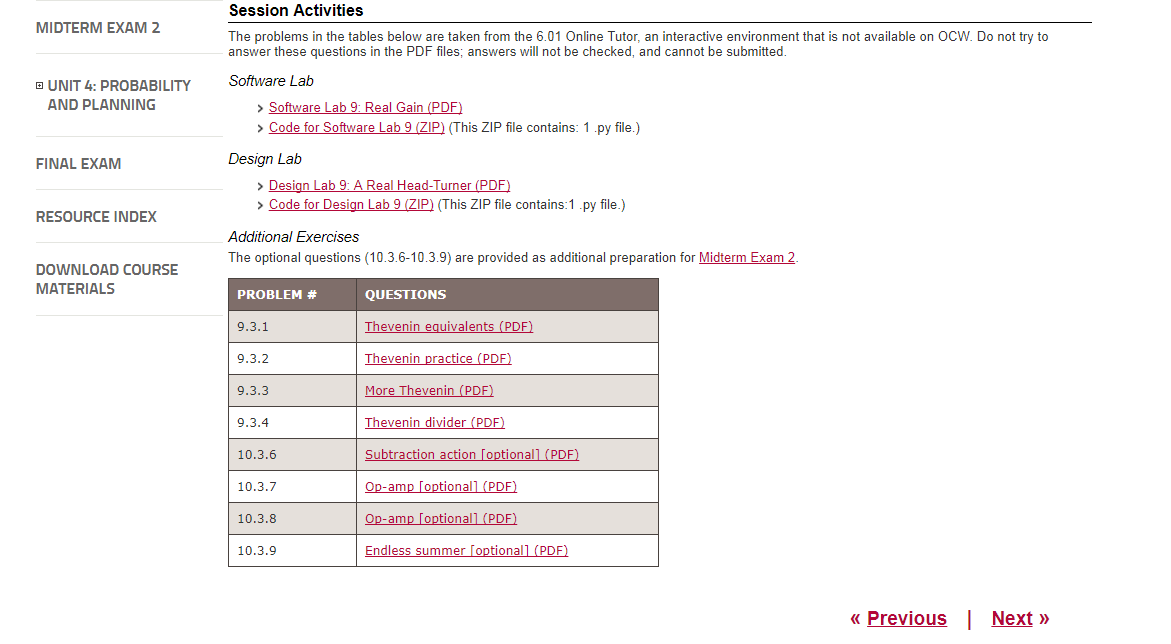 MIDTERM EXAM 2
UNIT 4: PROBABILITY
AND PLANNING
FINAL EXAM
RESOURCE INDEX
DOWNLOAD COURSE
MATERIALS
Session Activities
The problems in the tables below are taken from the 6.01 Online Tutor, an interactive environment that is not available on OCW. Do not try to
answer these questions in the PDF files; answers will not be checked, and cannot be submitted.
Software Lab
Software Lab 9: Real Gain (PDF)
Code for Software Lab 9 (ZIP) (This ZIP file contains: 1 .py file.)
Design Lab
Design Lab 9: A Real Head-Turner (PDF)
Code for Design Lab 9 (ZIP) (This ZIP file contains:1 .py file.)
Additional Exercises
The optional questions (10.3.6-10.3.9) are provided as additional preparation for Midterm Exam 2.
PROBLEM # QUESTIONS
9.3.1 Thevenin equivalents (PDF)
9.3.2 Thevenin practice (PDF)
9.3.3 More Thevenin (PDF)
9.3.4 Thevenin divider (PDF)
10.3.6 Subtraction action [optional] (PDF)
10.3.7 Op-amp [optional] (PDF)
10.3.8 Op-amp [optional] (PDF)
10.3.9 Endless summer [optional] (PDF)
« Previous | Next »